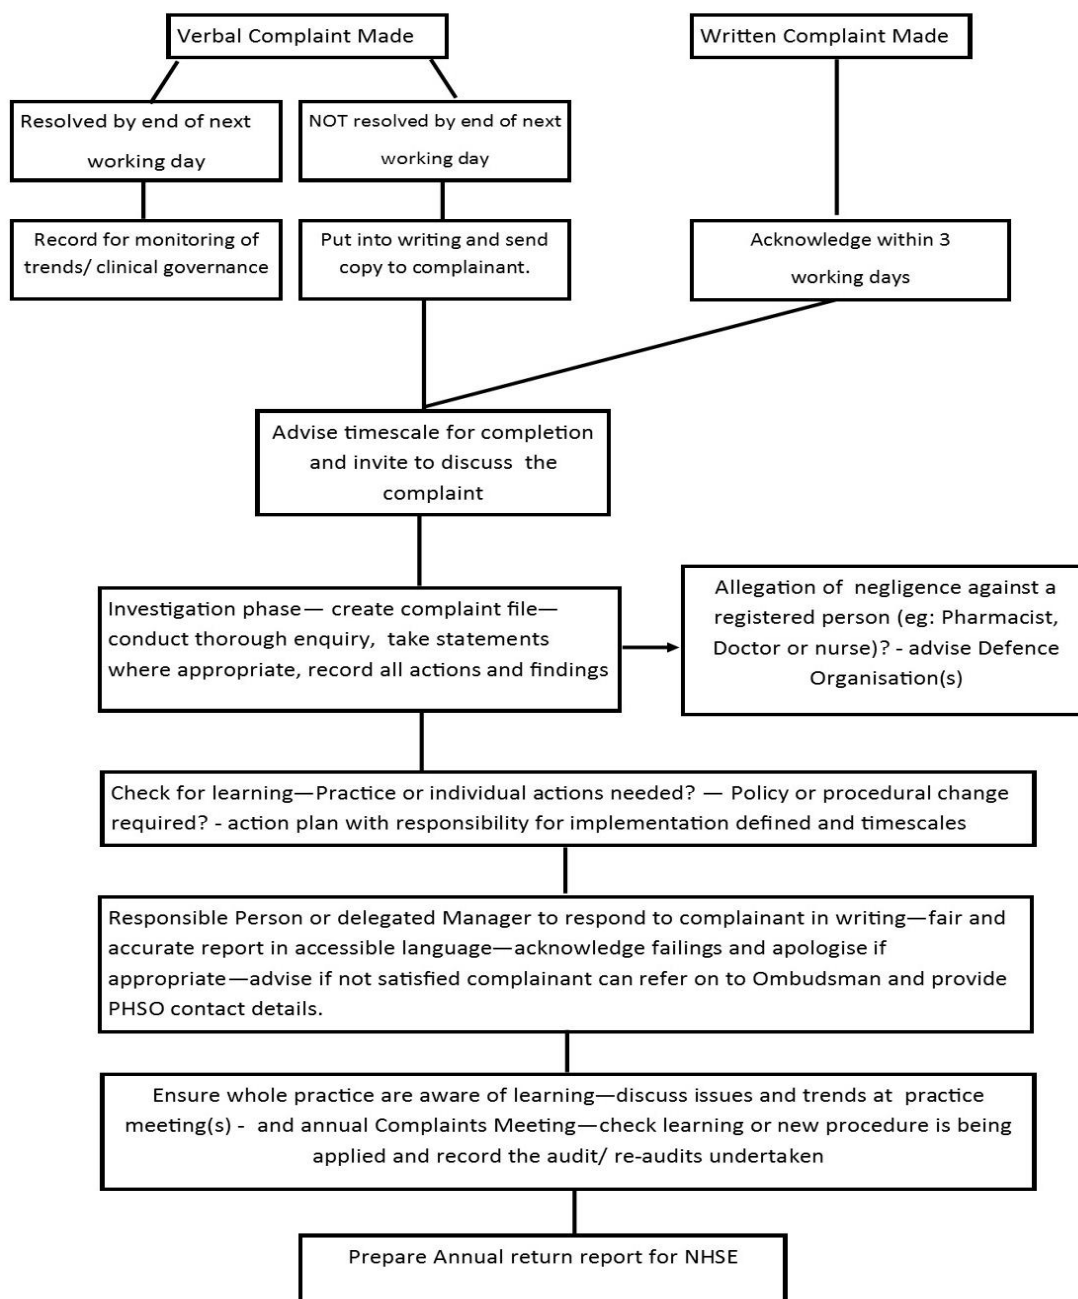 Verbal Complaint Made
Written Complaint Made
Resolved by end of next
working day
NOT resolved by end of next
working day
Record for monitoring of
trends/ clinical governance
Put into writing and send
copy to complainant.
Acknowledge within 3
working days
Advise timescale for completion
and invite to discuss the
complaint
Investigation phase— create complaint file—
conduct thorough enquiry, take statements
where appropriate, record all actions and findings
Allegation of negligence against a
registered person (eg: Pharmacist,
Doctor or nurse)? - advise Defence
Organisation(s)
Check for learning—Practice or individual actions needed? — Policy or procedural change
required? - action plan with responsibility for implementation defined and timescales
Responsible Person or delegated Manager to respond to complainant in writing—fair and
accurate report in accessible language—acknowledge failings and apologise if
appropriate—advise if not satisfied complainant can refer on to Ombudsman and provide
PHSO contact details.
Ensure whole practice are aware of learning—discuss issues and trends at practice
meeting(s) - and annual Complaints Meeting—check learning or new procedure is being
applied and record the audit/ re-audits undertaken
Prepare Annual return report for NHSE